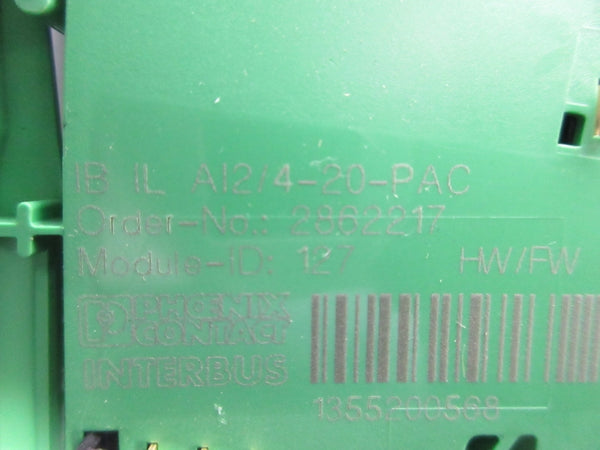 IB IL AI2/4-20-PAC
Order-No.: 2862217
Module-ID: 127 HW/FW
PHOENIX
CONTACT
INTERBUS
1355200568